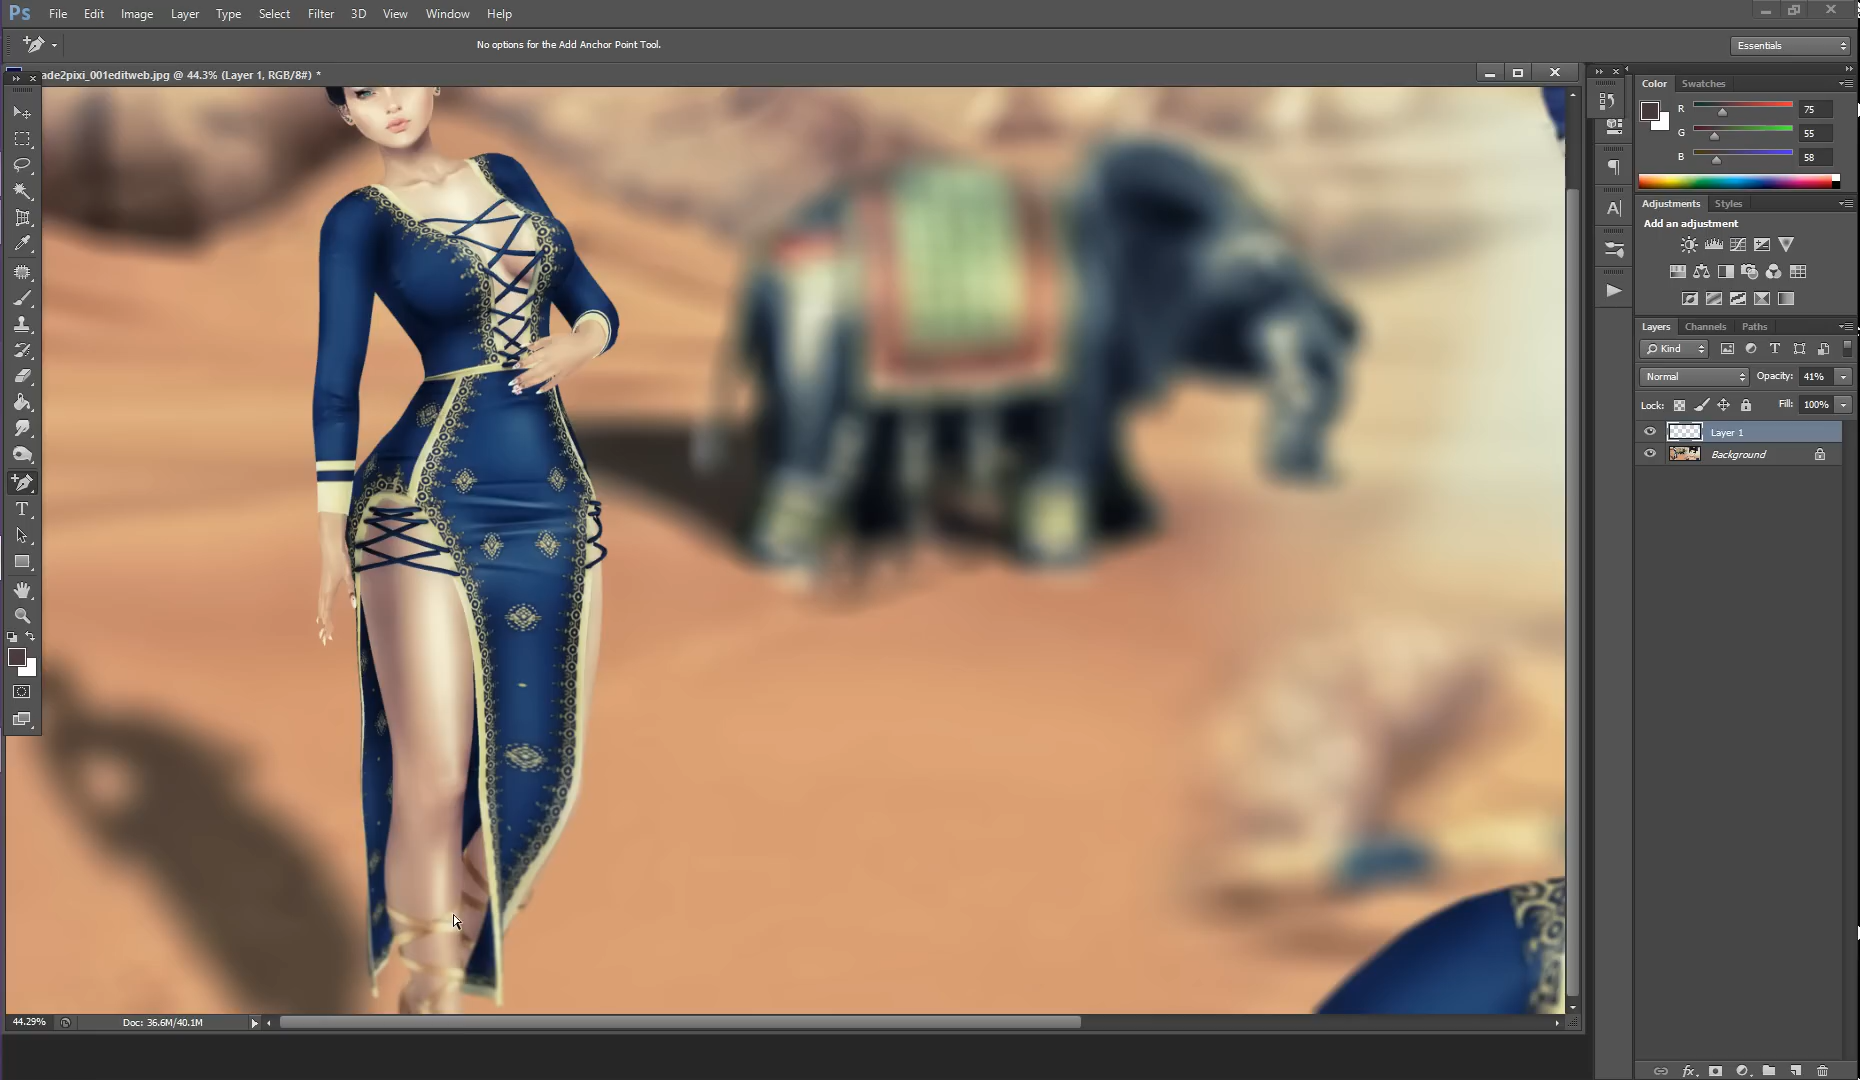 Ps File Edit Image Layer Type Select Filter 3D View Window Help
No options for the Add Anchor Point Tool.
Essentials
ade2pixi_001editweb.jpg @ 44.3% (Layer 1, RGB/8#) *
Color Swatches
R 75
G 55
B 58
Adjustments Styles
Add an adjustment
Layers Channels Paths
Kind
Normal Opacity: 41%
Lock: Fill: 100%
Layer 1
Background
44.29% Doc: 36.6M/40.1M